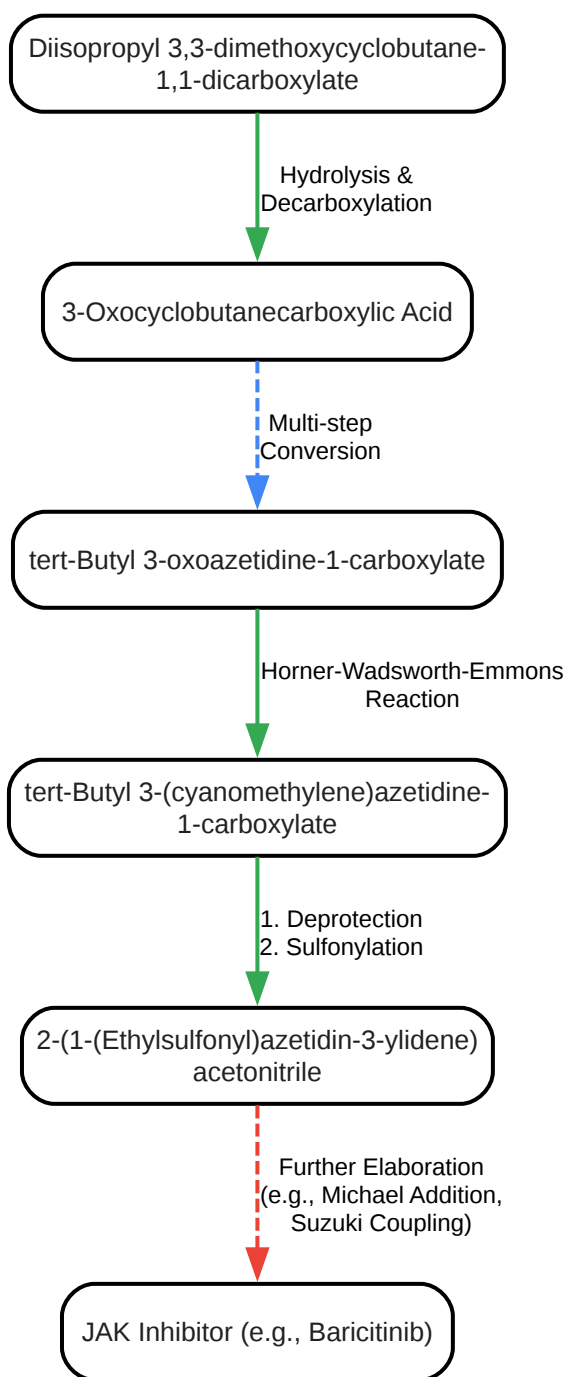 Diisopropyl 3,3-dimethoxycyclobutane-
1,1-dicarboxylate
Hydrolysis &
Decarboxylation
3-Oxocyclobutanecarboxylic Acid
Multi-step
Conversion
tert-Butyl 3-oxoazetidine-1-carboxylate
Horner-Wadsworth-Emmons
Reaction
tert-Butyl 3-(cyanomethylene)azetidine-
1-carboxylate
1. Deprotection
2. Sulfonylation
2-(1-(Ethylsulfonyl)azetidin-3-ylidene)
acetonitrile
Further Elaboration
(e.g., Michael Addition,
Suzuki Coupling)
JAK Inhibitor (e.g., Baricitinib)